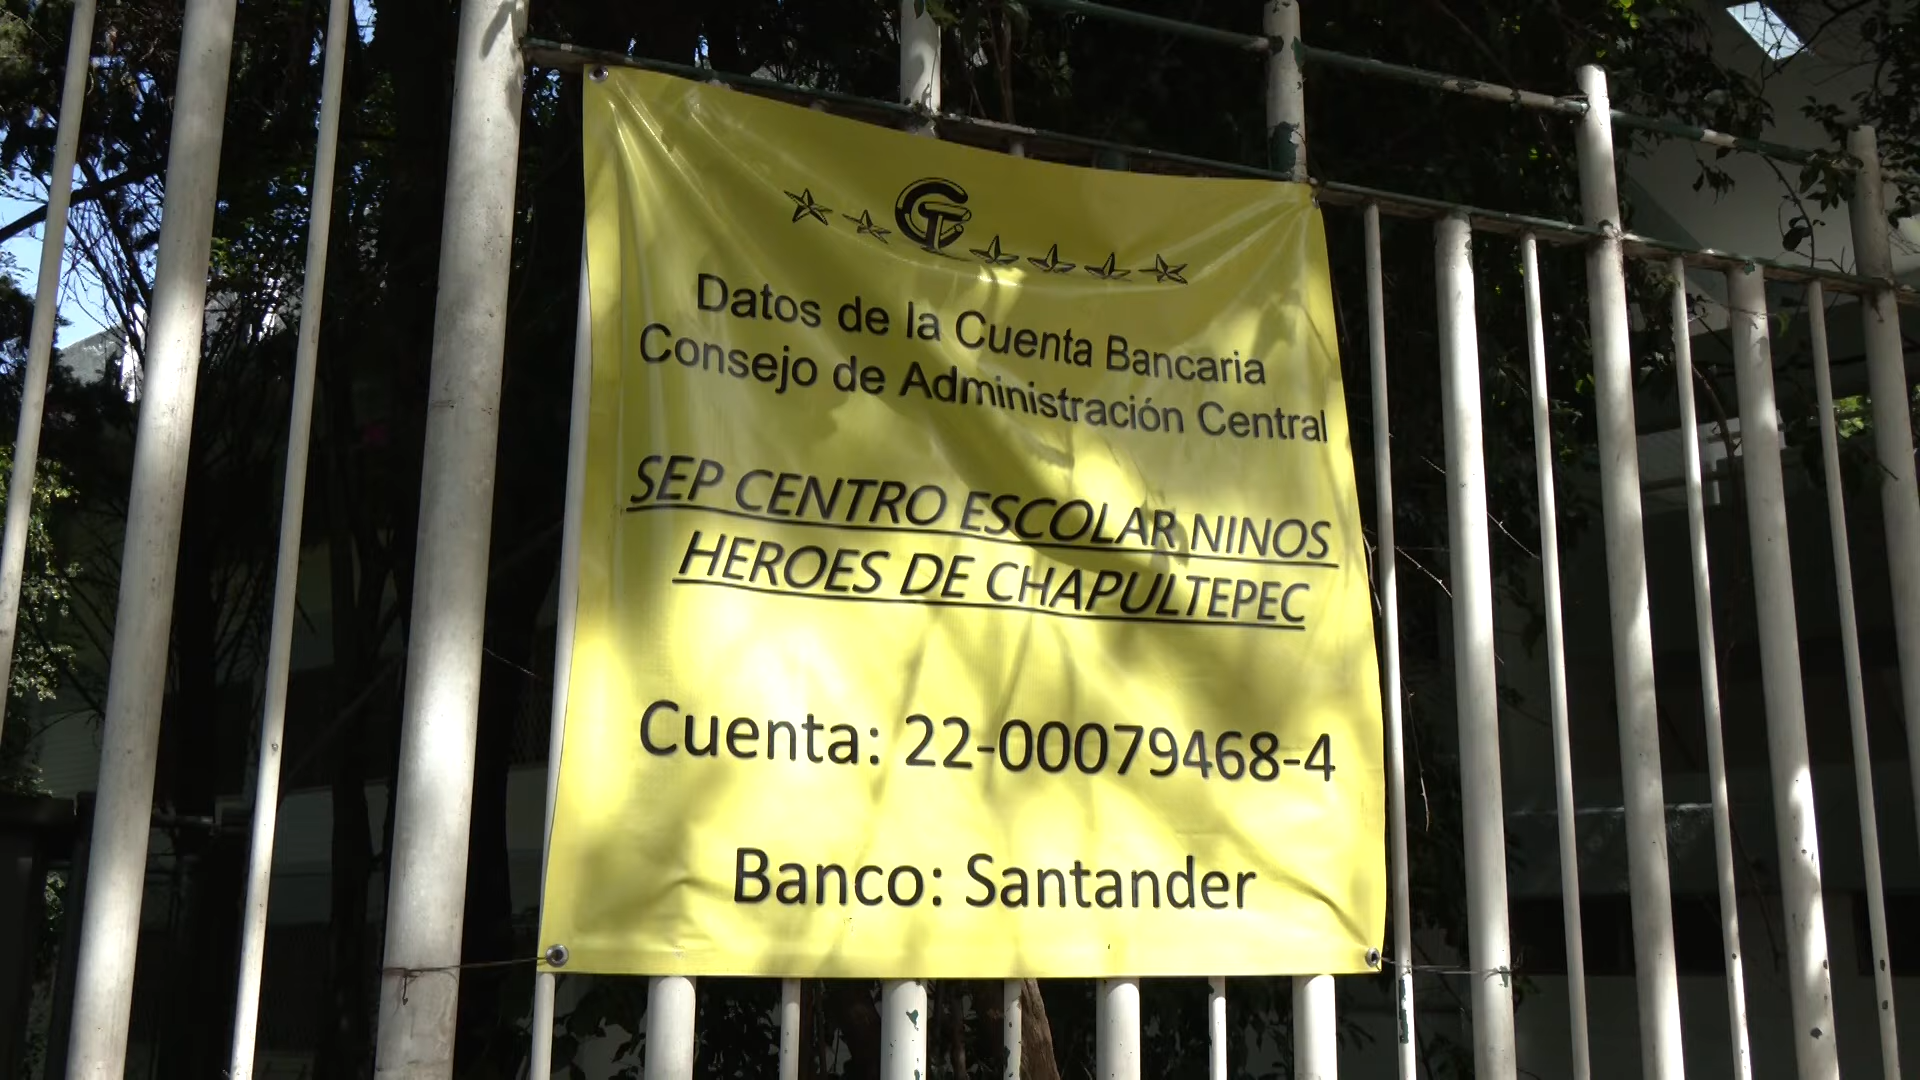 Datos de la Cuenta Bancaria
Consejo de Administración Central
SEP CENTRO ESCOLAR NINOS
HEROES DE CHAPULTEPEC
Cuenta: 22-00079468-4
Banco: Santander